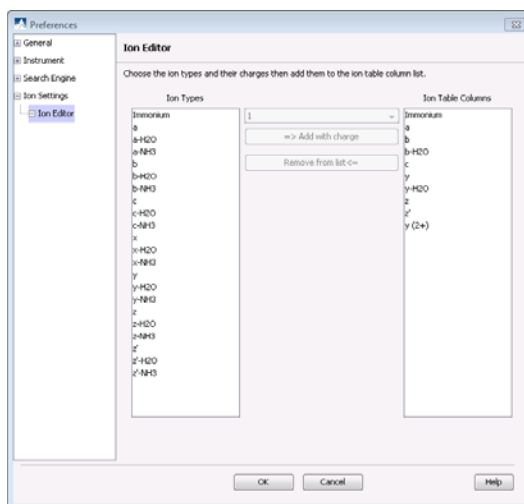 Preferences
General
Instrument
Search Engine
Ion Settings
Ion Editor
Ion Editor
Choose the ion types and their charges then add them to the ion table column list.
Ion Types
Immonium
a
a-H2O
a-NH3
b
b-H2O
b-NH3
c
c-H2O
c-NH3
x
x-H2O
x-NH3
y
y-H2O
y-NH3
z
z-H2O
z-NH3
z'
z'-H2O
z'-NH3
1
=> Add with charge
Remove from list <=
Ion Table Columns
Immonium
a
b
b-H2O
c
y
y-H2O
z
z'
y (2+)
OK
Cancel
Help